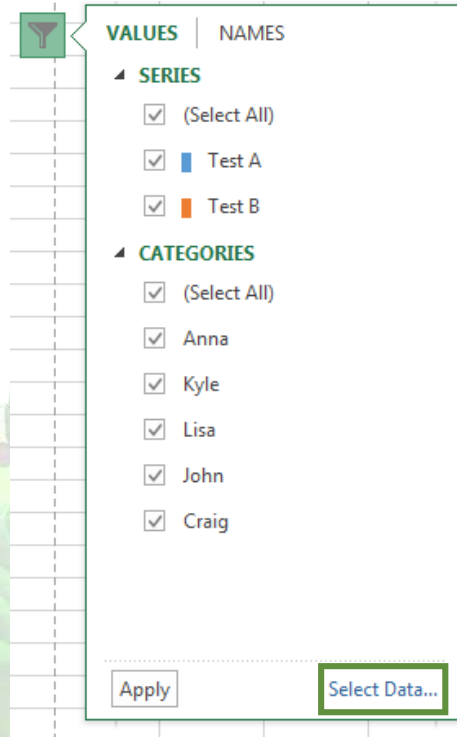 VALUES | NAMES
SERIES
(Select All)
Test A
Test B
CATEGORIES
(Select All)
Anna
Kyle
Lisa
John
Craig
Apply Select Data...